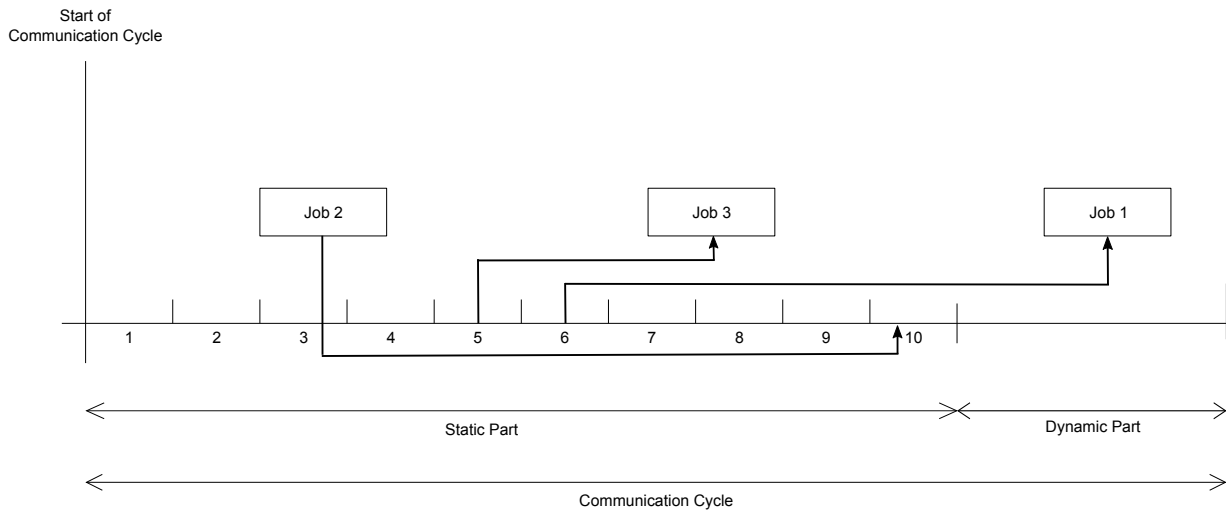 Start of
Communication Cycle
Job 2
Job 3
Job 1
1 2 3 4 5 6 7 8 9 10
Static Part
Dynamic Part
Communication Cycle